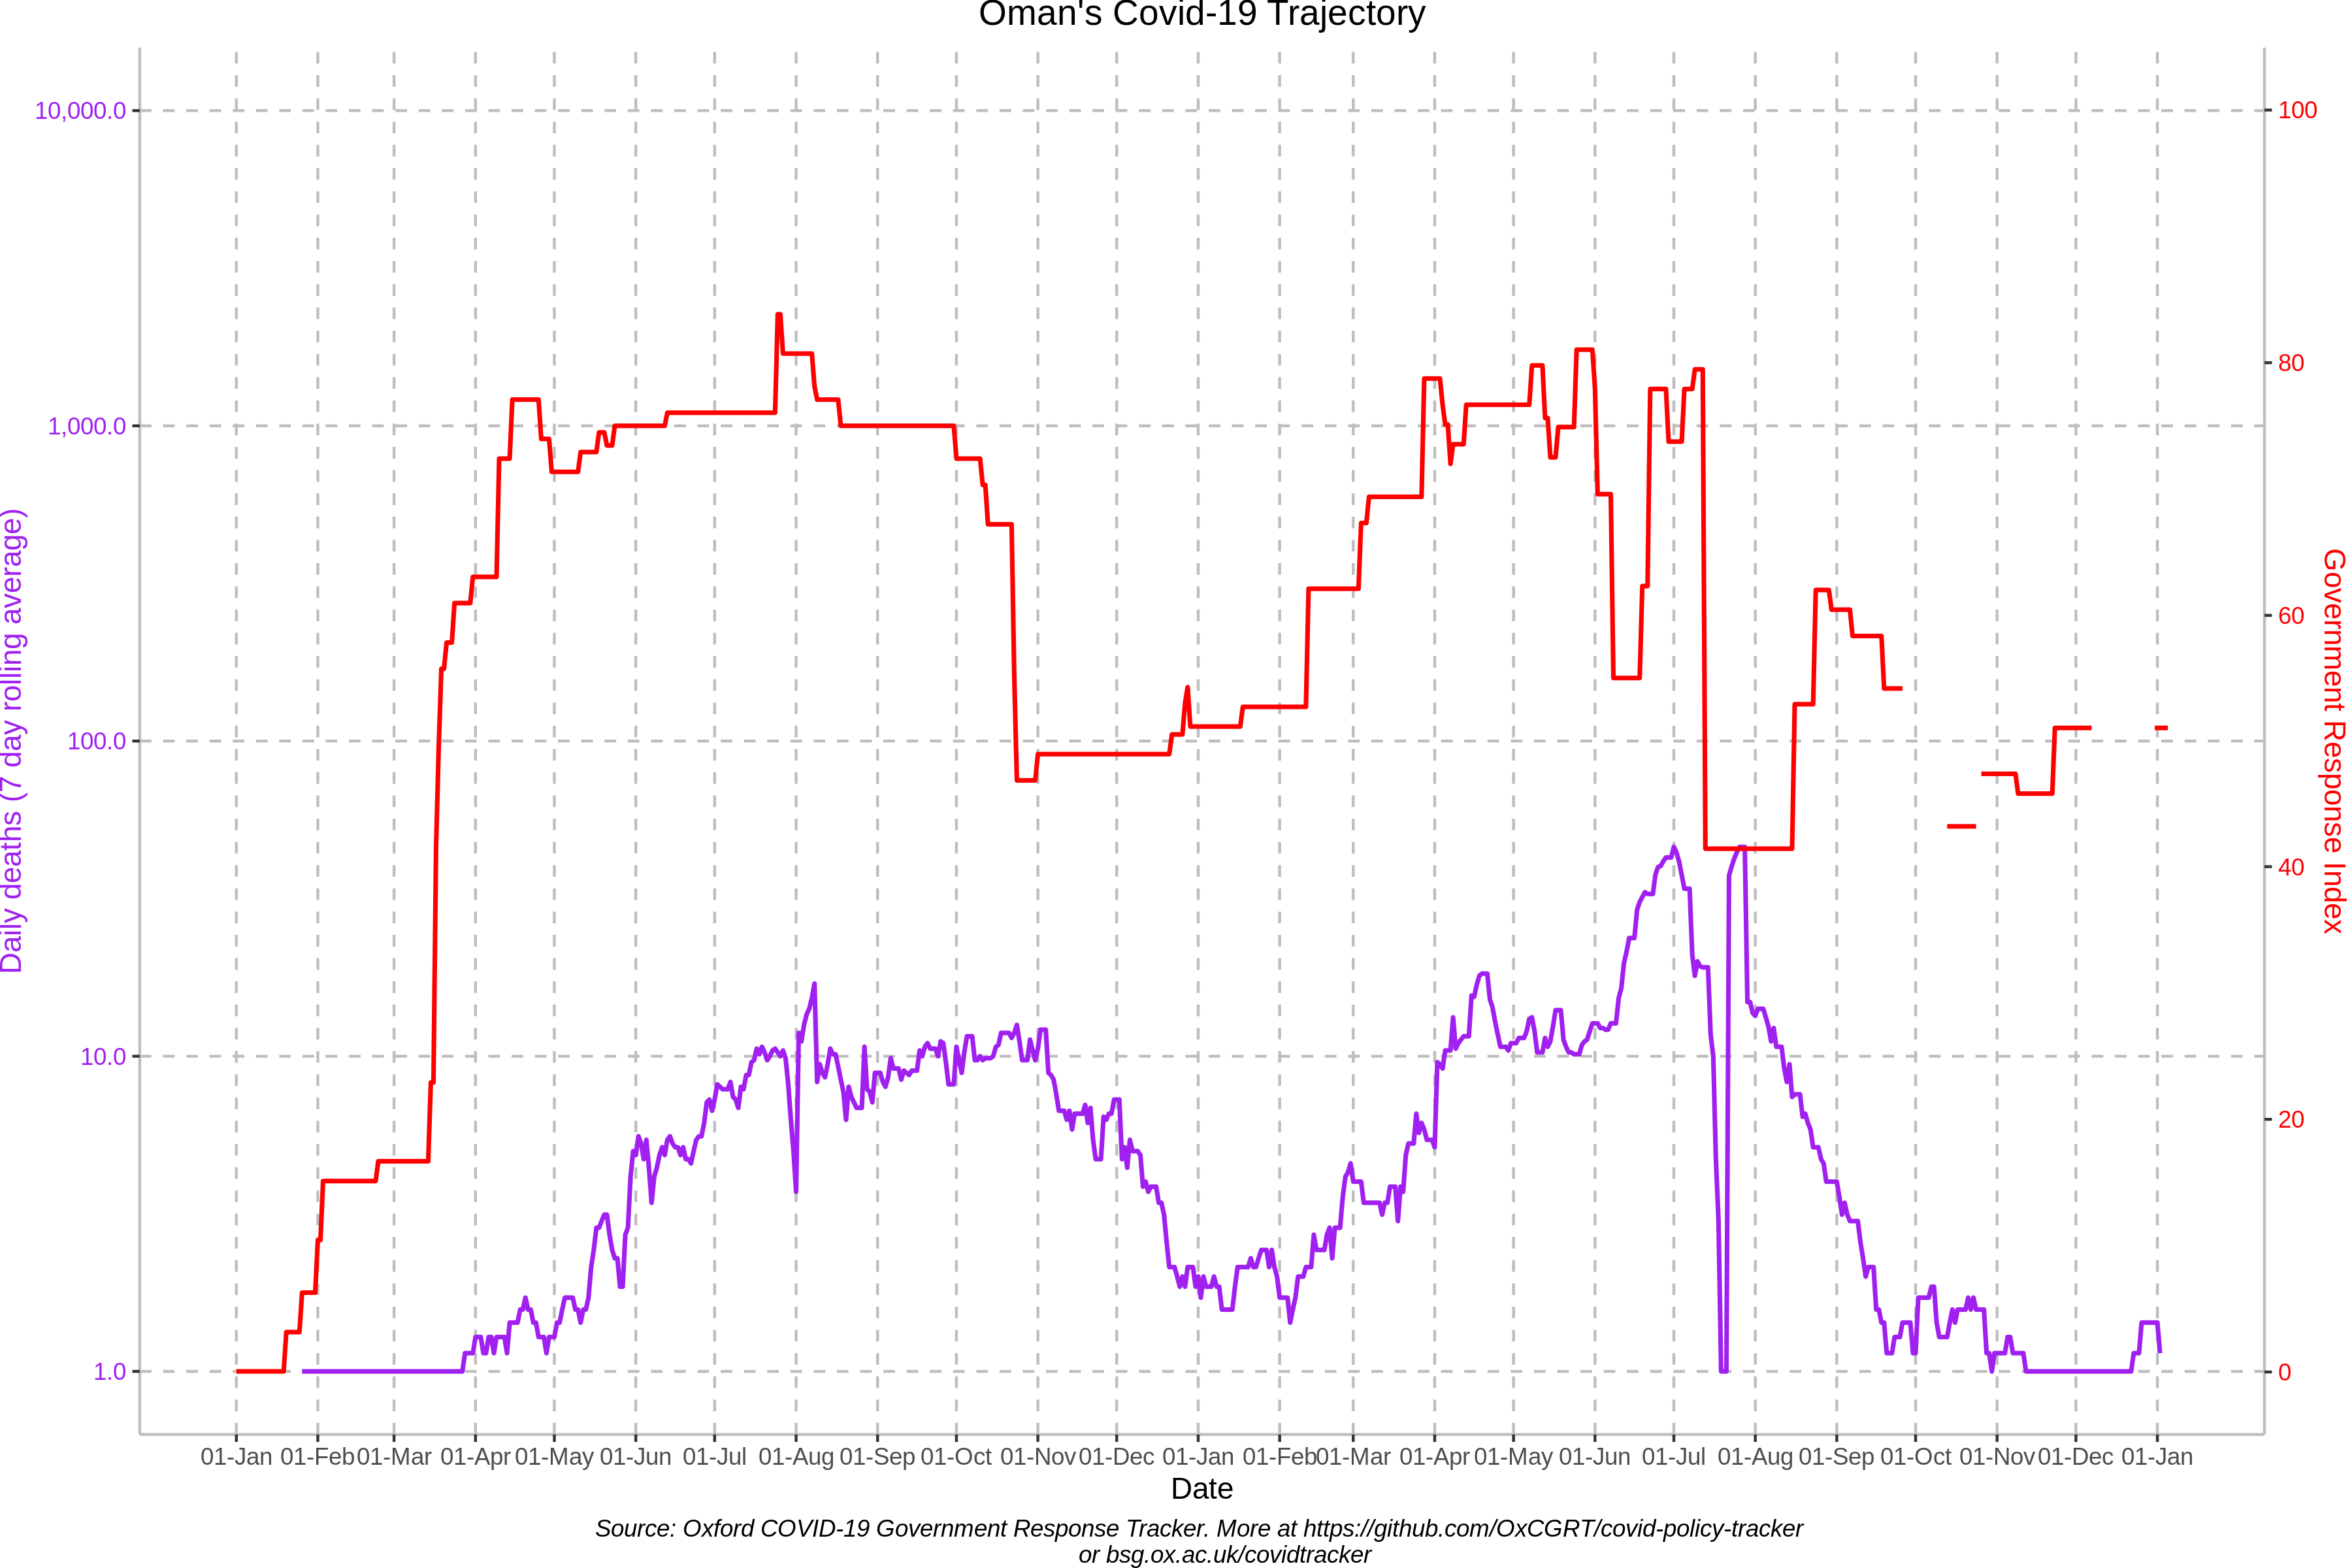 Oman's Covid-19 Trajectory
10,000.0
1,000.0
100.0
10.0
1.0
Daily deaths (7 day rolling average)
100
80
60
40
20
0
Government Response Index
01-Jan 01-Feb 01-Mar 01-Apr 01-May 01-Jun 01-Jul 01-Aug 01-Sep 01-Oct 01-Nov 01-Dec 01-Jan 01-Feb 01-Mar 01-Apr 01-May 01-Jun 01-Jul 01-Aug 01-Sep 01-Oct 01-Nov 01-Dec 01-Jan
Date
Source: Oxford COVID-19 Government Response Tracker. More at https://github.com/OxCGRT/covid-policy-tracker
or bsg.ox.ac.uk/covidtracker